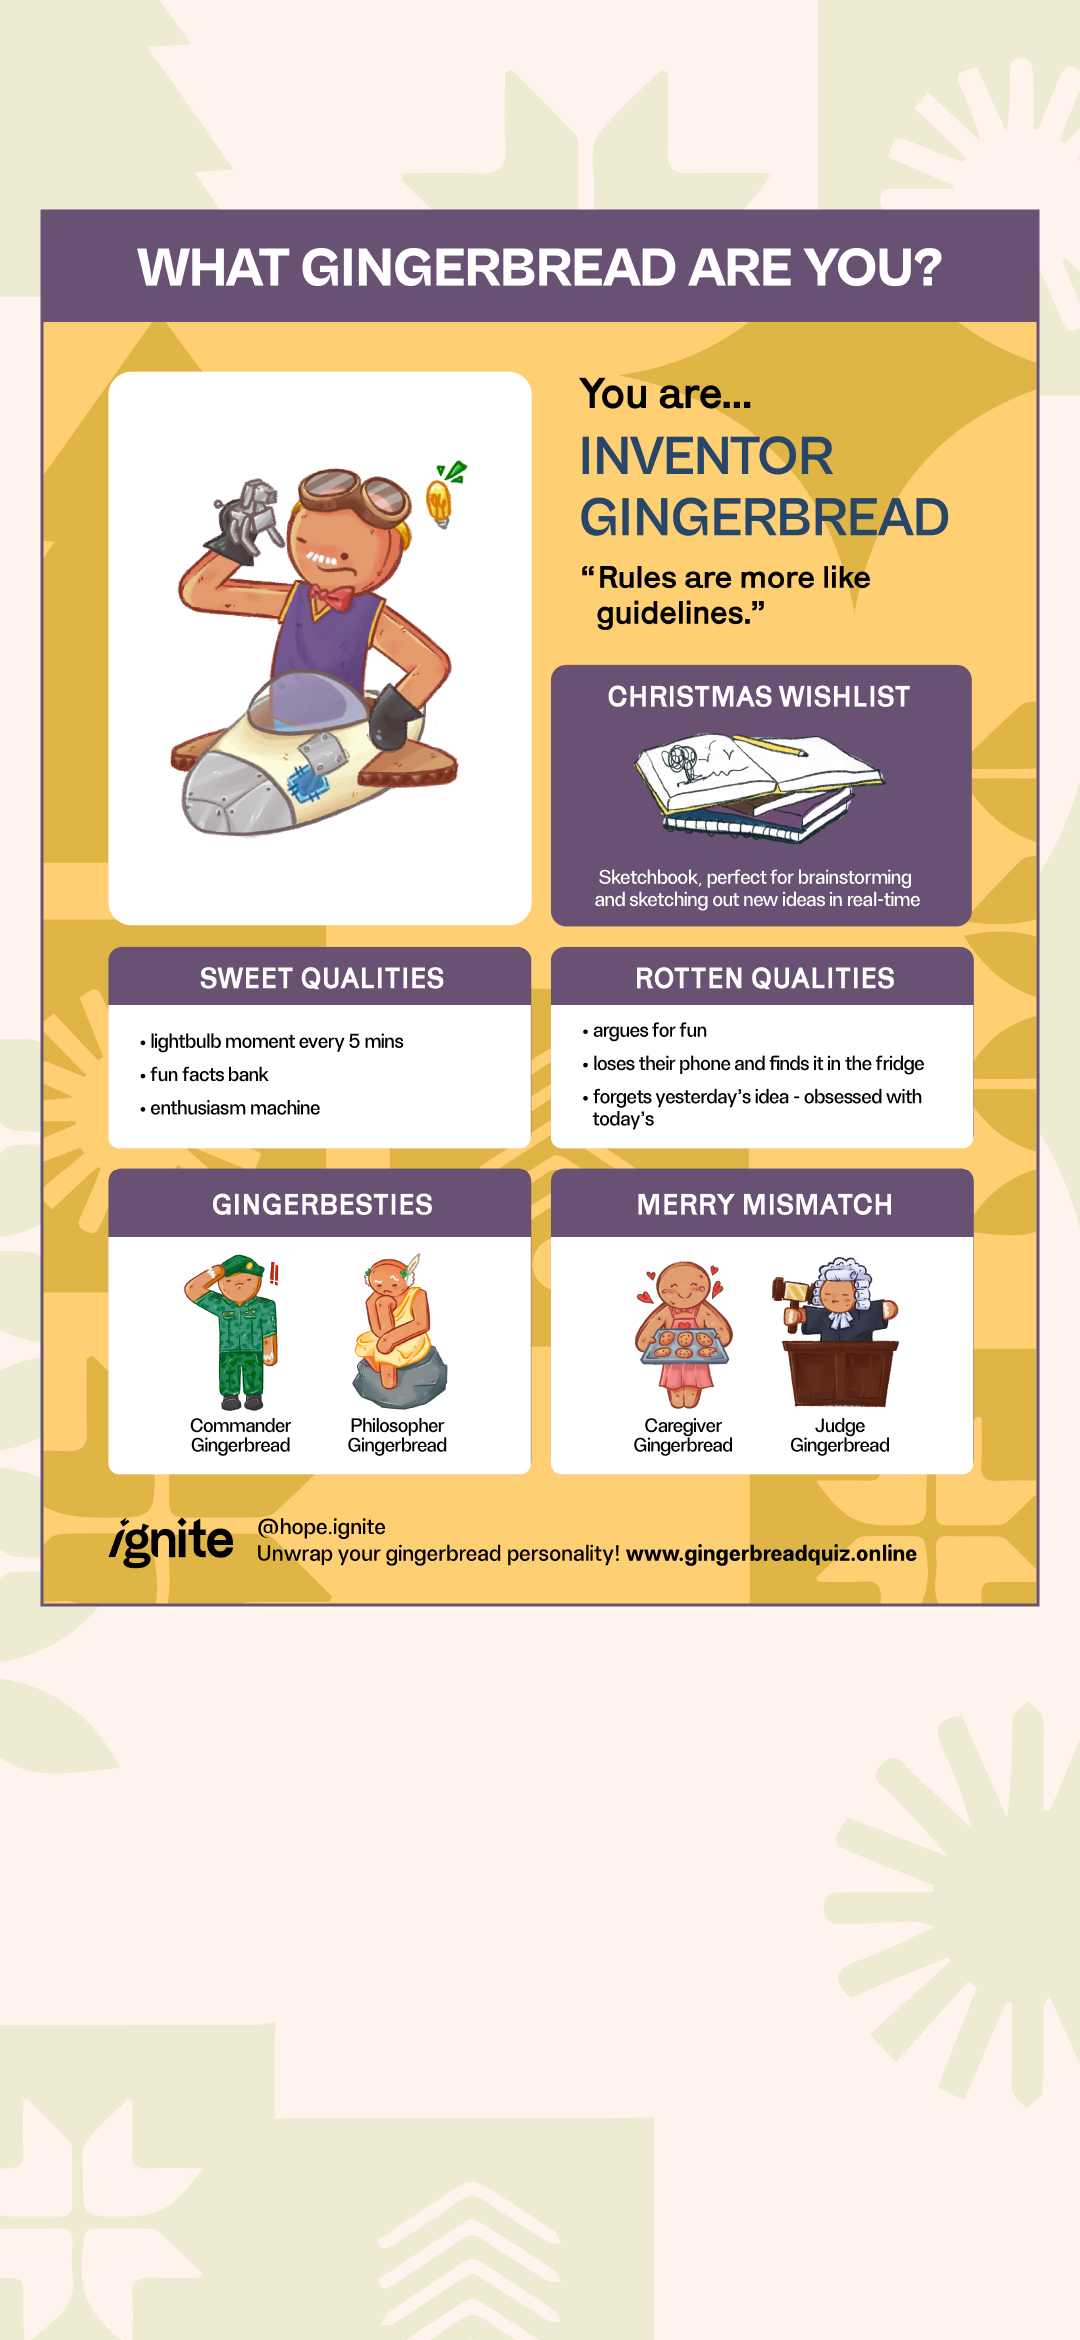 WHAT GINGERBREAD ARE YOU?
You are...
INVENTOR
GINGERBREAD
“Rules are more like
guidelines.”
CHRISTMAS WISHLIST
Sketchbook, perfect for brainstorming
and sketching out new ideas in real-time
SWEET QUALITIES
• lightbulb moment every 5 mins
• fun facts bank
• enthusiasm machine
ROTTEN QUALITIES
• argues for fun
• loses their phone and finds it in the fridge
• forgets yesterday’s idea - obsessed with
today’s
GINGERBESTIES
!!
Commander
Gingerbread
Philosopher
Gingerbread
MERRY MISMATCH
Caregiver
Gingerbread
Judge
Gingerbread
ignite
@hope.ignite
Unwrap your gingerbread personality! www.gingerbreadquiz.online